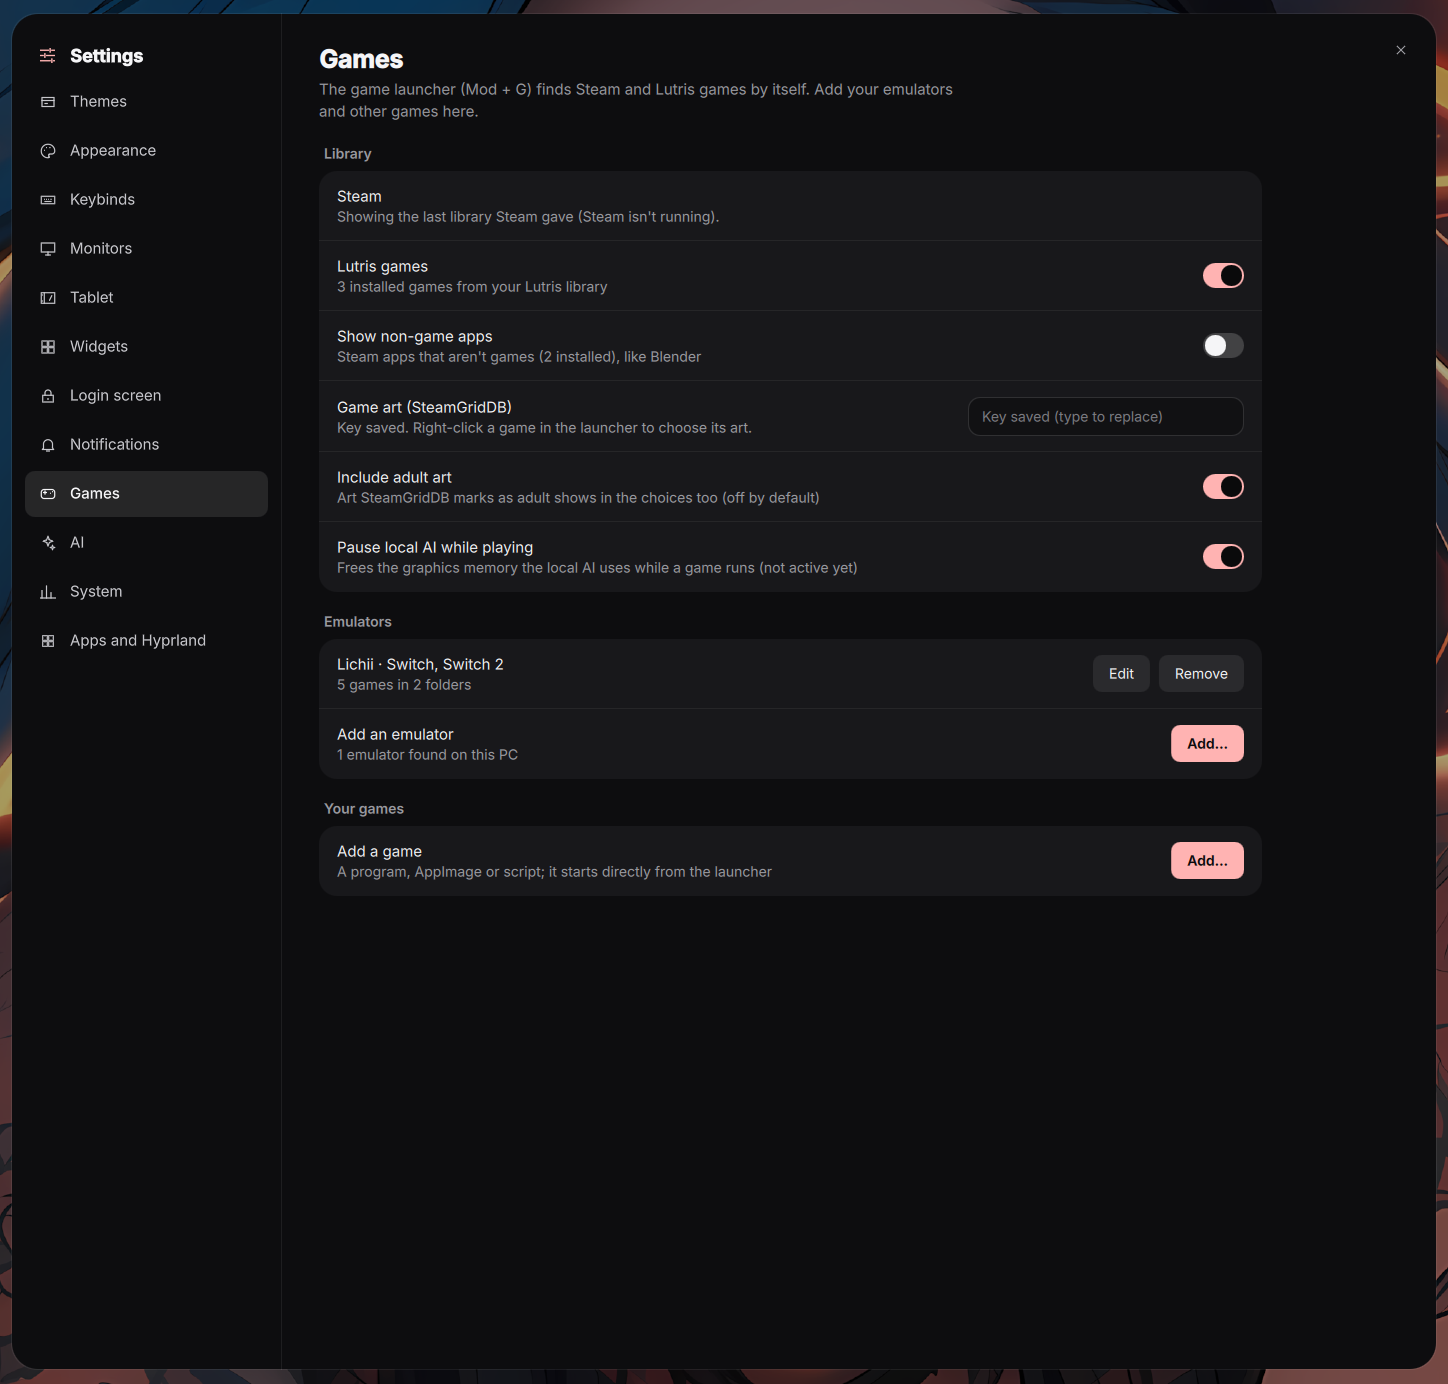 Settings
Themes
Appearance
Keybinds
Monitors
Tablet
Widgets
Login screen
Notifications
Games
AI
System
Apps and Hyprland
Games
The game launcher (Mod + G) finds Steam and Lutris games by itself. Add your emulators
and other games here.
Library
Steam
Showing the last library Steam gave (Steam isn't running).
Lutris games
3 installed games from your Lutris library
Show non-game apps
Steam apps that aren't games (2 installed), like Blender
Game art (SteamGridDB)
Key saved. Right-click a game in the launcher to choose its art.
Key saved (type to replace)
Include adult art
Art SteamGridDB marks as adult shows in the choices too (off by default)
Pause local AI while playing
Frees the graphics memory the local AI uses while a game runs (not active yet)
Emulators
Lichii · Switch, Switch 2
5 games in 2 folders
Edit
Remove
Add an emulator
1 emulator found on this PC
Add...
Your games
Add a game
A program, AppImage or script; it starts directly from the launcher
Add...